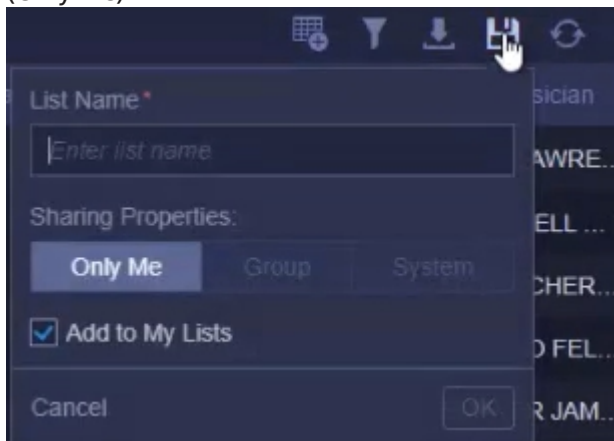 List Name*
sician
Enter list name
AWRE...
Sharing Properties:
ELL ...
Only Me Group System
CHER...
Add to My Lists
D FEL...
Cancel OK
R JAM...